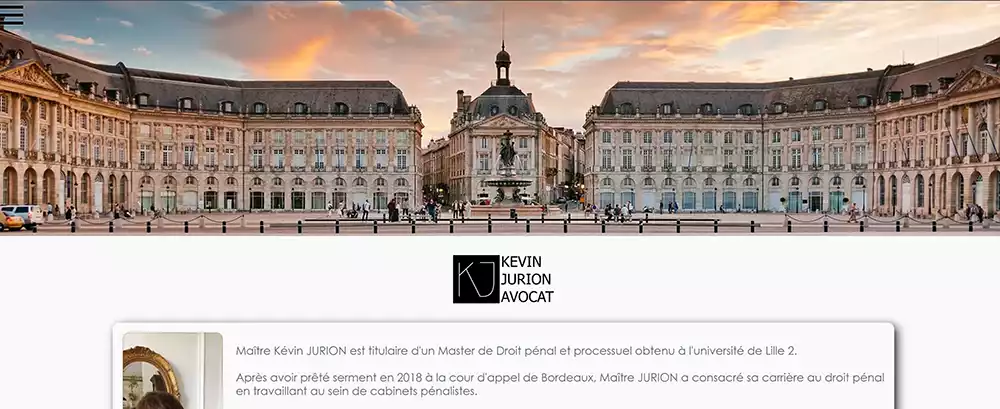 KJ
KEVIN
JURION
AVOCAT
Maître Kévin JURION est titulaire d'un Master de Droit pénal et processuel obtenu à l'université de Lille 2.
Après avoir prêté serment en 2018 à la cour d'appel de Bordeaux, Maître JURION a consacré sa carrière au droit pénal
en travaillant au sein de cabinets pénalistes.